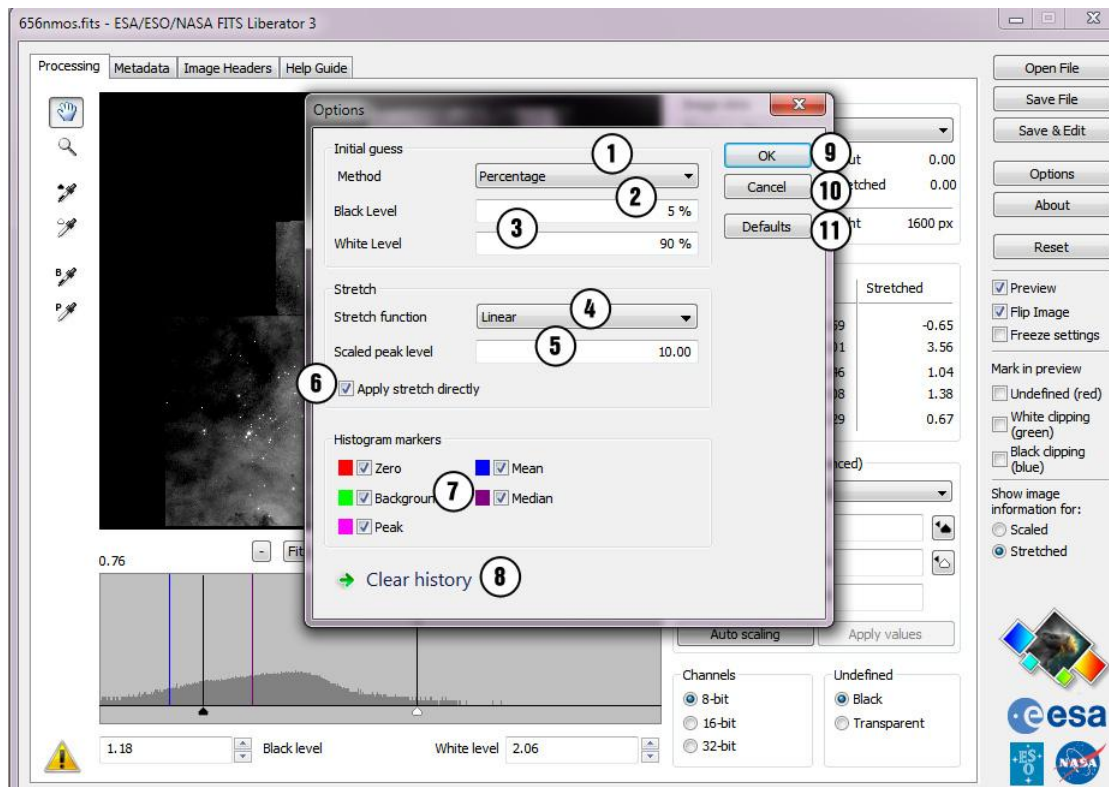 656nmos.fits - ESA/ESO/NASA FITS Liberator 3
Processing Metadata Image Headers Help Guide
Options
Initial guess
1
Method Percentage
2
Black Level 5 %
3
White Level 90 %
OK 9
Cancel 10
Defaults 11
Stretch
4
Stretch function Linear
5
Scaled peak level 10.00
6
Apply stretch directly
Histogram markers
Zero Mean
7
Median
Peak
Clear history 8
0.00
0.00
1600 px
Stretched
-0.65
3.56
1.04
1.38
0.67
0.76
-
Fit
Auto scaling Apply values
Channels
8-bit
16-bit
32-bit
Undefined
Black
Transparent
1.18 Black level White level 2.06
Open File
Save File
Save & Edit
Options
About
Reset
Preview
Flip Image
Freeze settings
Mark in preview
Undefined (red)
White clipping
(green)
Black clipping
(blue)
Show image
information for:
Scaled
Stretched
B
P
esa
ESO
NASA